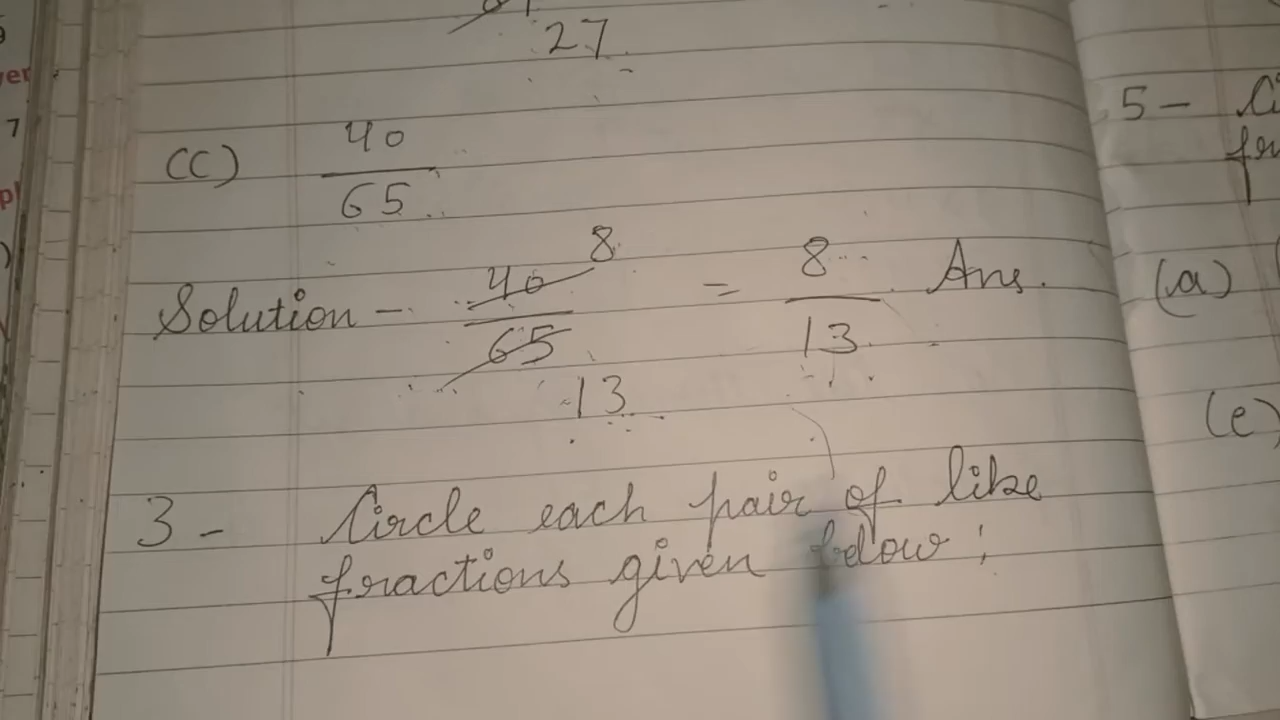 27
(C) 40
65
Solution - 40 8 = 8 Ans.
65 13
13
3 - Circle each pair of like
fractions given below:
5 -
(a)
(e)
7